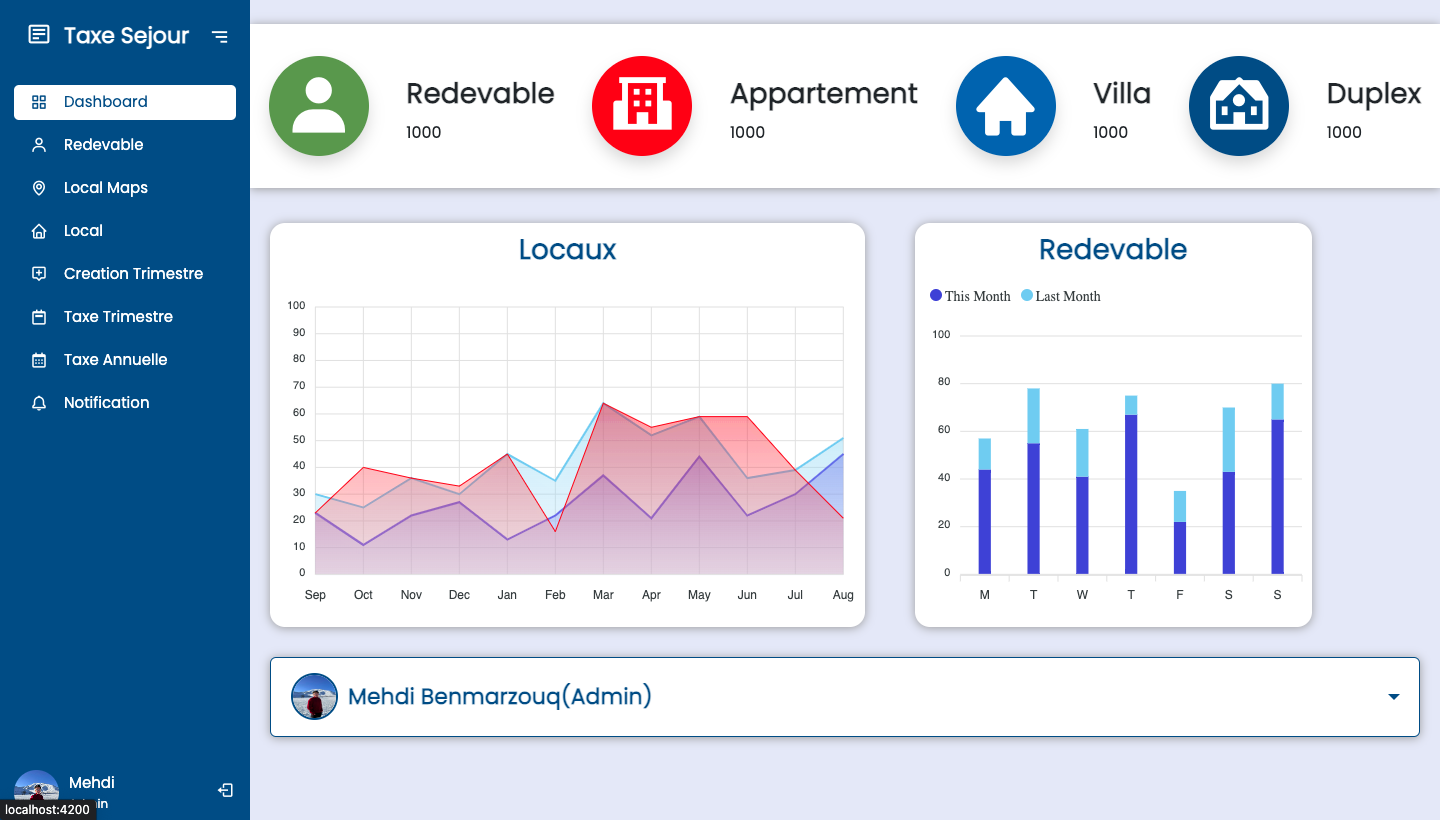 Taxe Sejour
Dashboard
Redevable
Local Maps
Local
Creation Trimestre
Taxe Trimestre
Taxe Annuelle
Notification
Mehdi
localhost:4200
Redevable
1000
Appartement
1000
Villa
1000
Duplex
1000
Locaux
100
90
80
70
60
50
40
30
20
10
0
Sep Oct Nov Dec Jan Feb Mar Apr May Jun Jul Aug
Redevable
This Month Last Month
100
80
60
40
20
0
M T W T F S S
Mehdi Benmarzouq(Admin)